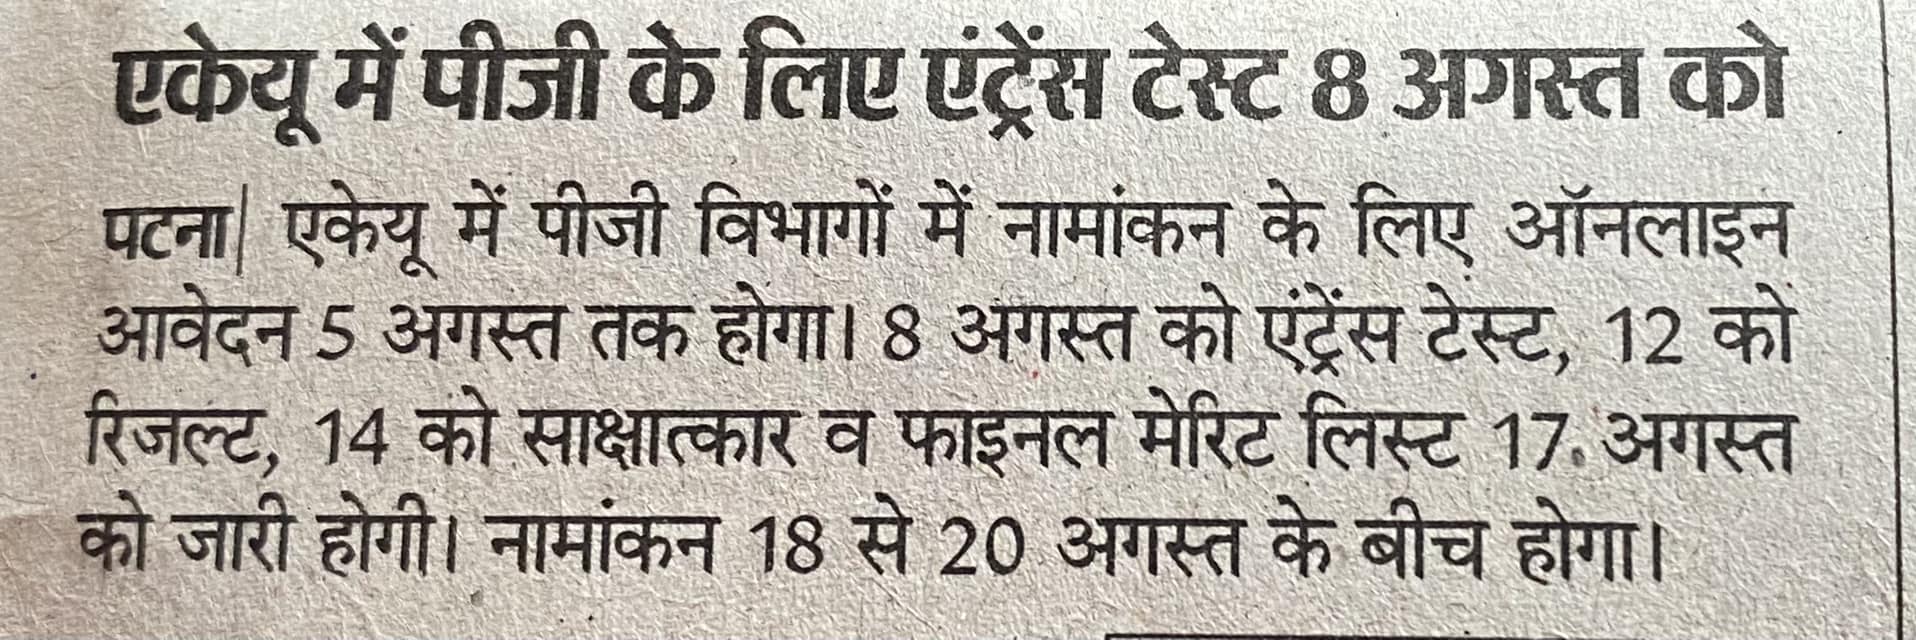 एकेयू में पीजी के लिए एंट्रेंस टेस्ट 8 अगस्त को
पटना| एकेयू में पीजी विभागों में नामांकन के लिए ऑनलाइन
आवेदन 5 अगस्त तक होगा। 8 अगस्त को एंट्रेंस टेस्ट, 12 को
रिजल्ट, 14 को साक्षात्कार व फाइनल मेरिट लिस्ट 17 अगस्त
को जारी होगी। नामांकन 18 से 20 अगस्त के बीच होगा।